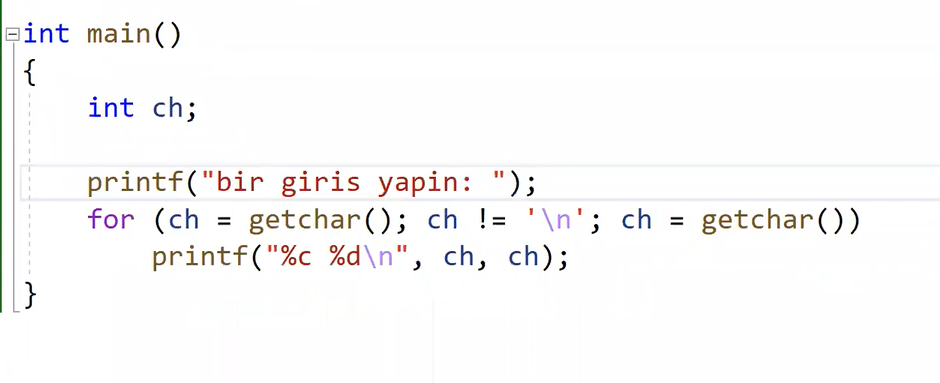 int main()
{
    int ch;

    printf("bir giris yapin: ");
    for (ch = getchar(); ch != '\n'; ch = getchar())
        printf("%c %d\n", ch, ch);
}